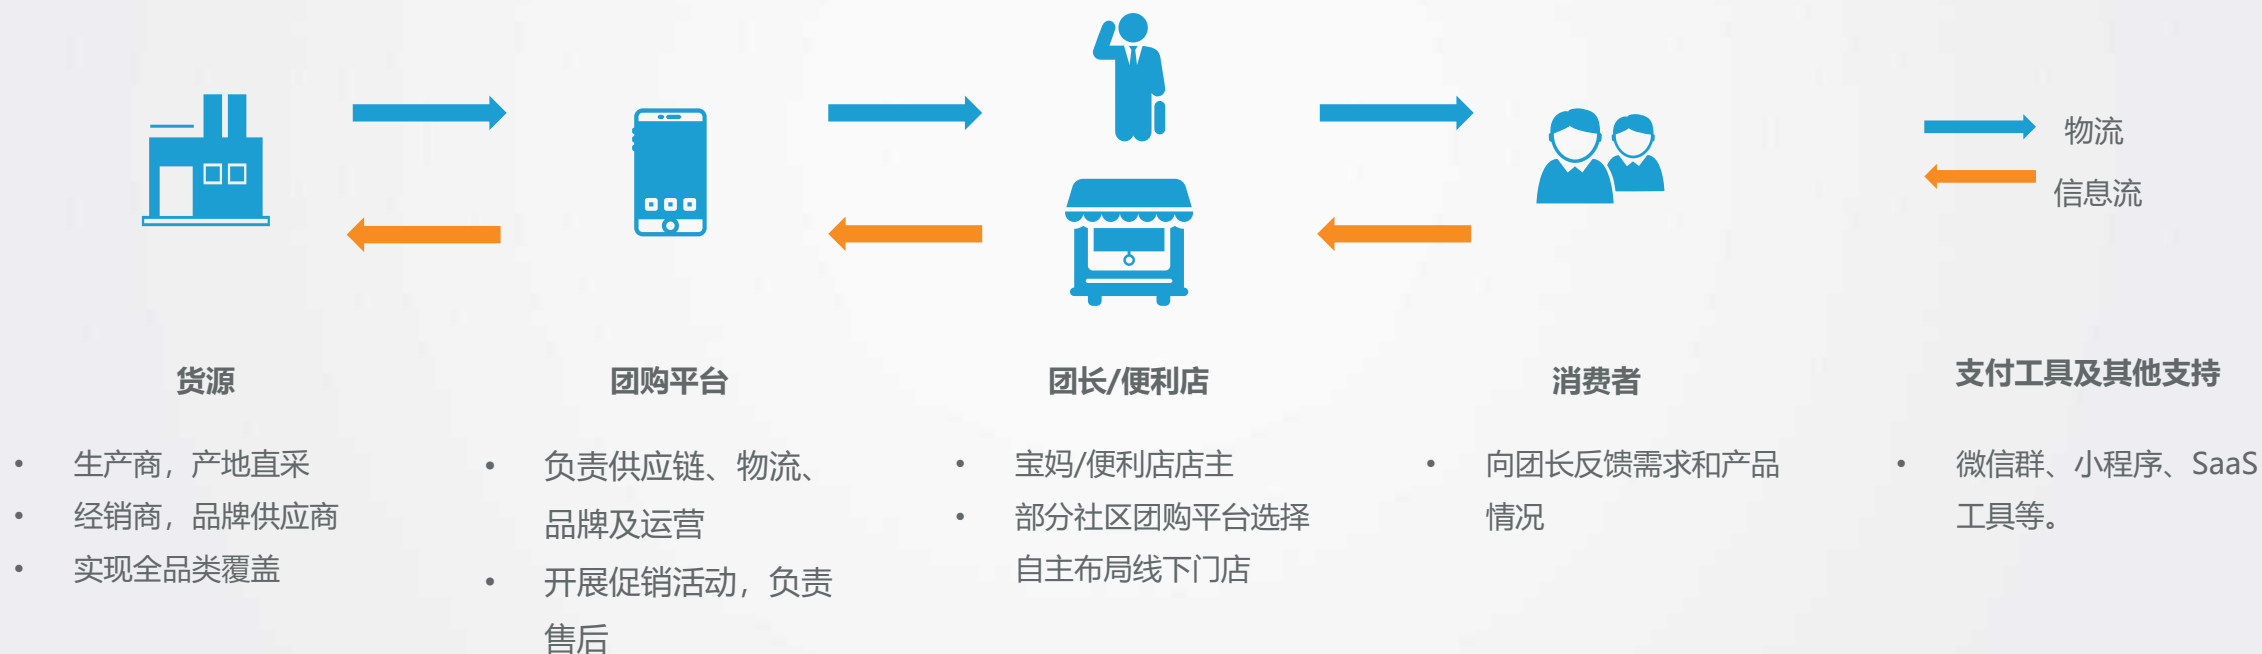 物流
信息流
货源
团购平台
团长/便利店
消费者
支付工具及其他支持
• 生产商，产地直采
• 经销商，品牌供应商
• 实现全品类覆盖
• 负责供应链、物流、
品牌及运营
• 开展促销活动，负责
售后
• 宝妈/便利店店主
• 部分社区团购平台选择
自主布局线下门店
• 向团长反馈需求和产品
情况
• 微信群、小程序、SaaS
工具等。